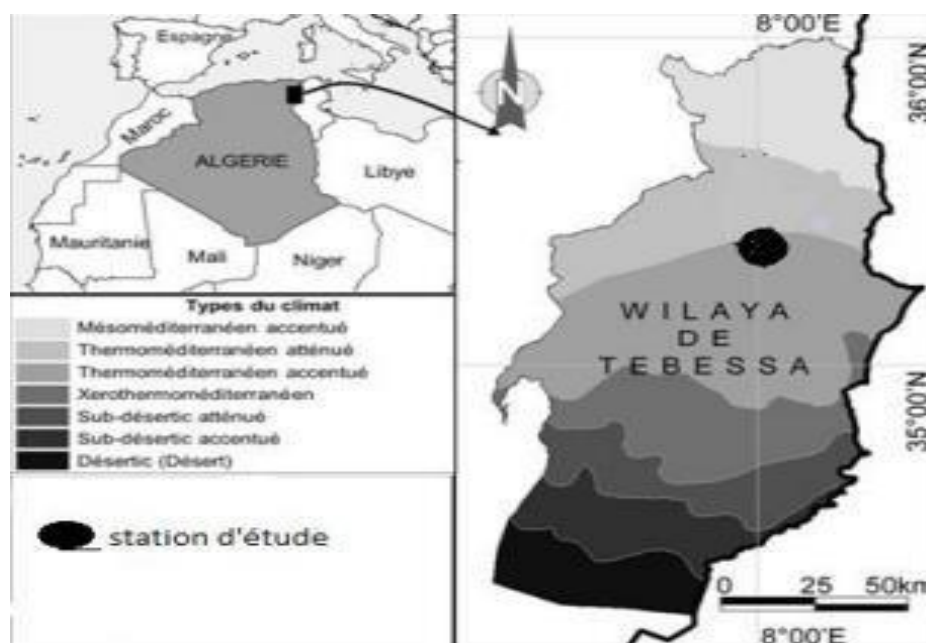 Espagne
Maroc
ALGERIE
Libye
Mauritanie
Mali
Niger
Types du climat
Mésoméditerranéen accentué
Thermoméditerranéen atténué
Thermoméditerranéen accentué
Xerothermoméditerranéen
Sub-désertic atténué
Sub-désertic accentué
Désertic (Désert)
station d'étude
8°00'E
N
36°00'N
WILAYA
DE
TEBESSA
35°00'N
0 25 50km
8°00'E